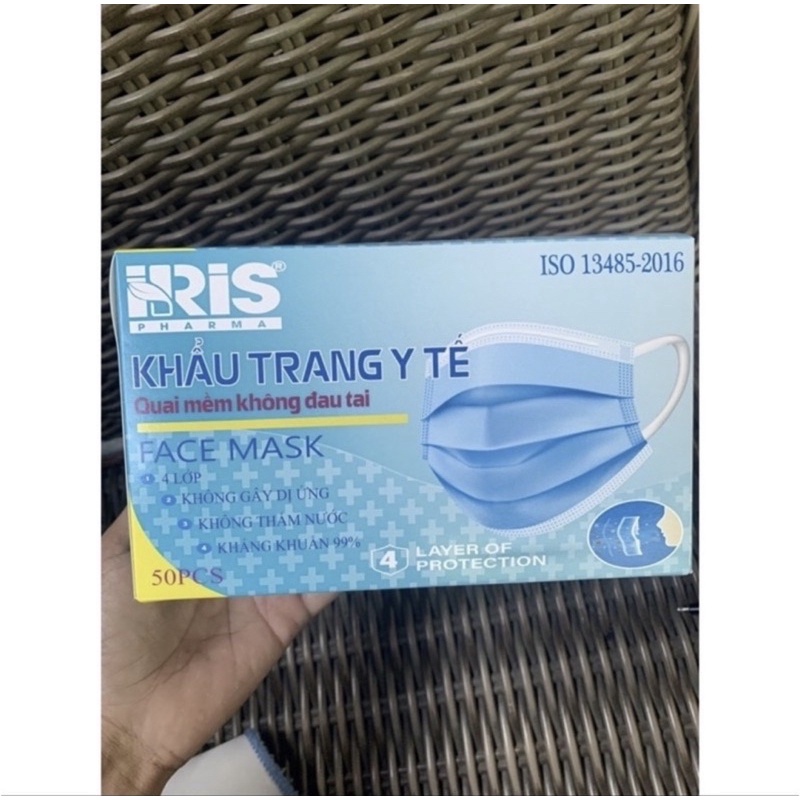 IRIS®
PHARMA
ISO 13485-2016
KHẨU TRANG Y TẾ
Quai mềm không đau tai
FACE MASK
4 LỚP
KHÔNG GÂY DỊ ỨNG
KHÔNG THẤM NƯỚC
KHÁNG KHUẨN 99%
50PCS
4 LAYER OF
PROTECTION